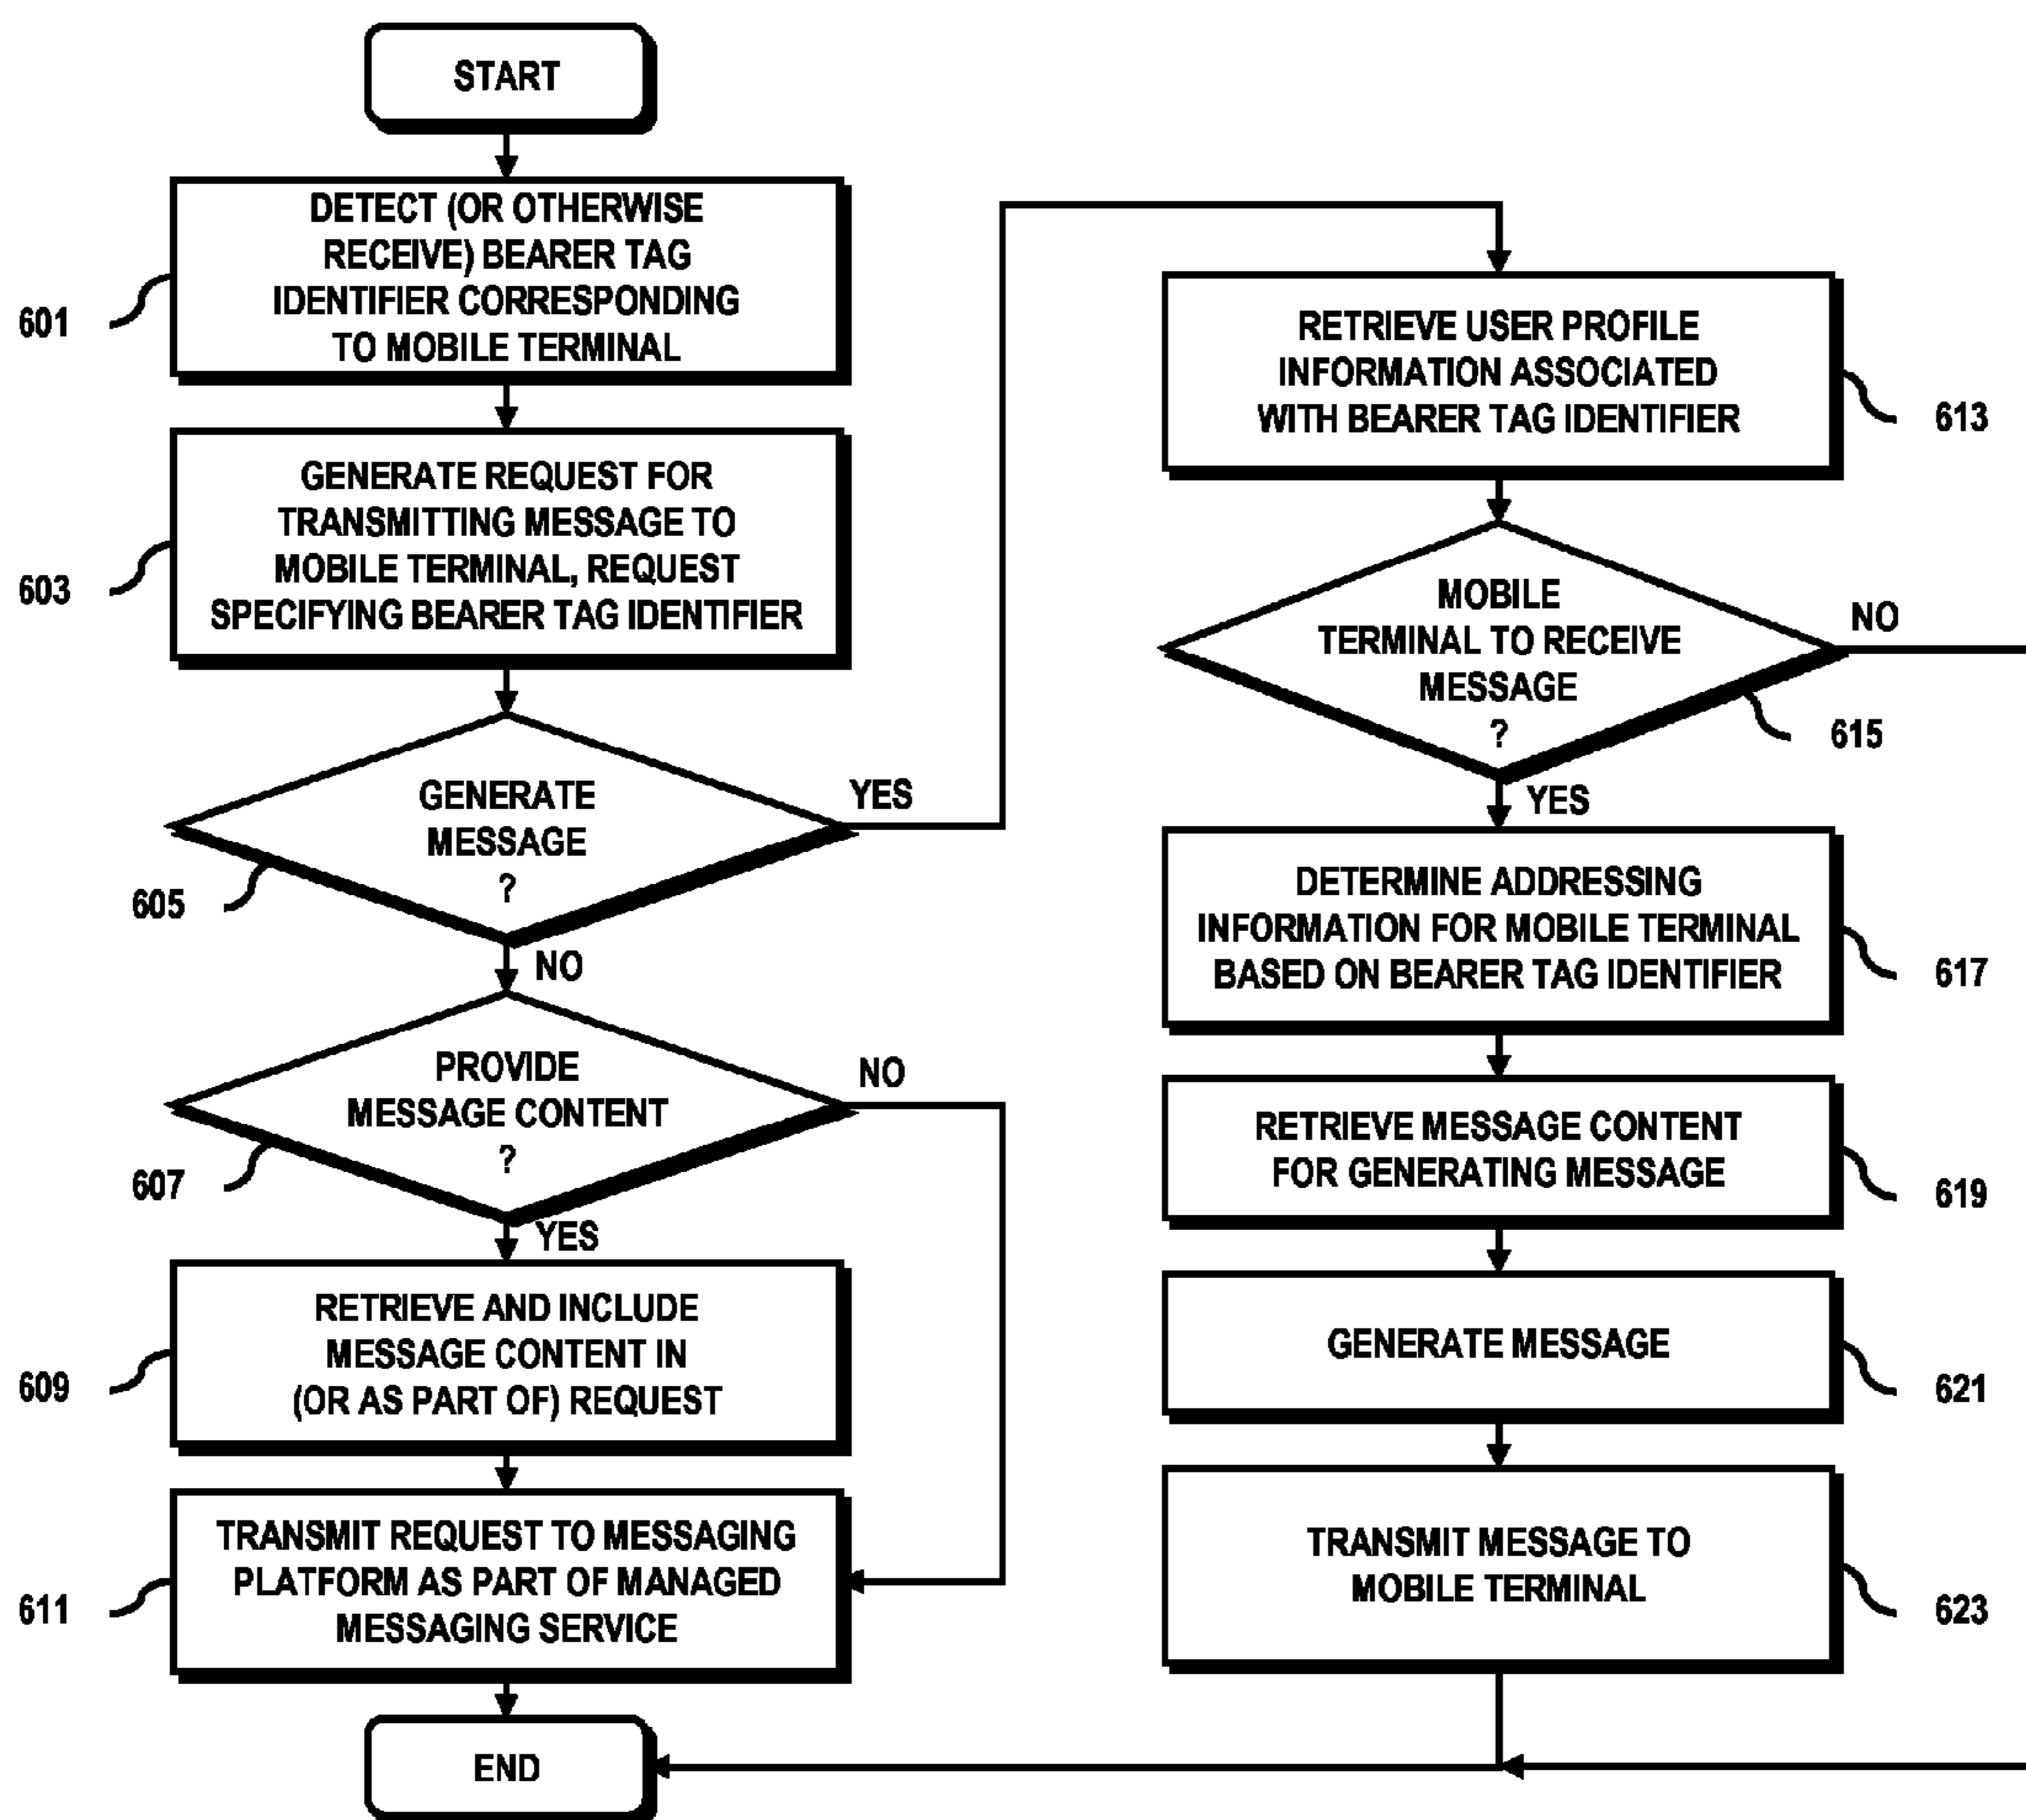 START
DETECT (OR OTHERWISE
RECEIVE) BEARER TAG
IDENTIFIER CORRESPONDING
TO MOBILE TERMINAL
601
GENERATE REQUEST FOR
TRANSMITTING MESSAGE TO
MOBILE TERMINAL, REQUEST
SPECIFYING BEARER TAG IDENTIFIER
603
GENERATE
MESSAGE
?
YES
605
NO
PROVIDE
MESSAGE CONTENT
?
NO
607
YES
RETRIEVE AND INCLUDE
MESSAGE CONTENT IN
(OR AS PART OF) REQUEST
609
TRANSMIT REQUEST TO MESSAGING
PLATFORM AS PART OF MANAGED
MESSAGING SERVICE
611
END
RETRIEVE USER PROFILE
INFORMATION ASSOCIATED
WITH BEARER TAG IDENTIFIER
613
MOBILE
TERMINAL TO RECEIVE
MESSAGE
?
NO
615
YES
DETERMINE ADDRESSING
INFORMATION FOR MOBILE TERMINAL
BASED ON BEARER TAG IDENTIFIER
617
RETRIEVE MESSAGE CONTENT
FOR GENERATING MESSAGE
619
GENERATE MESSAGE
621
TRANSMIT MESSAGE TO
MOBILE TERMINAL
623